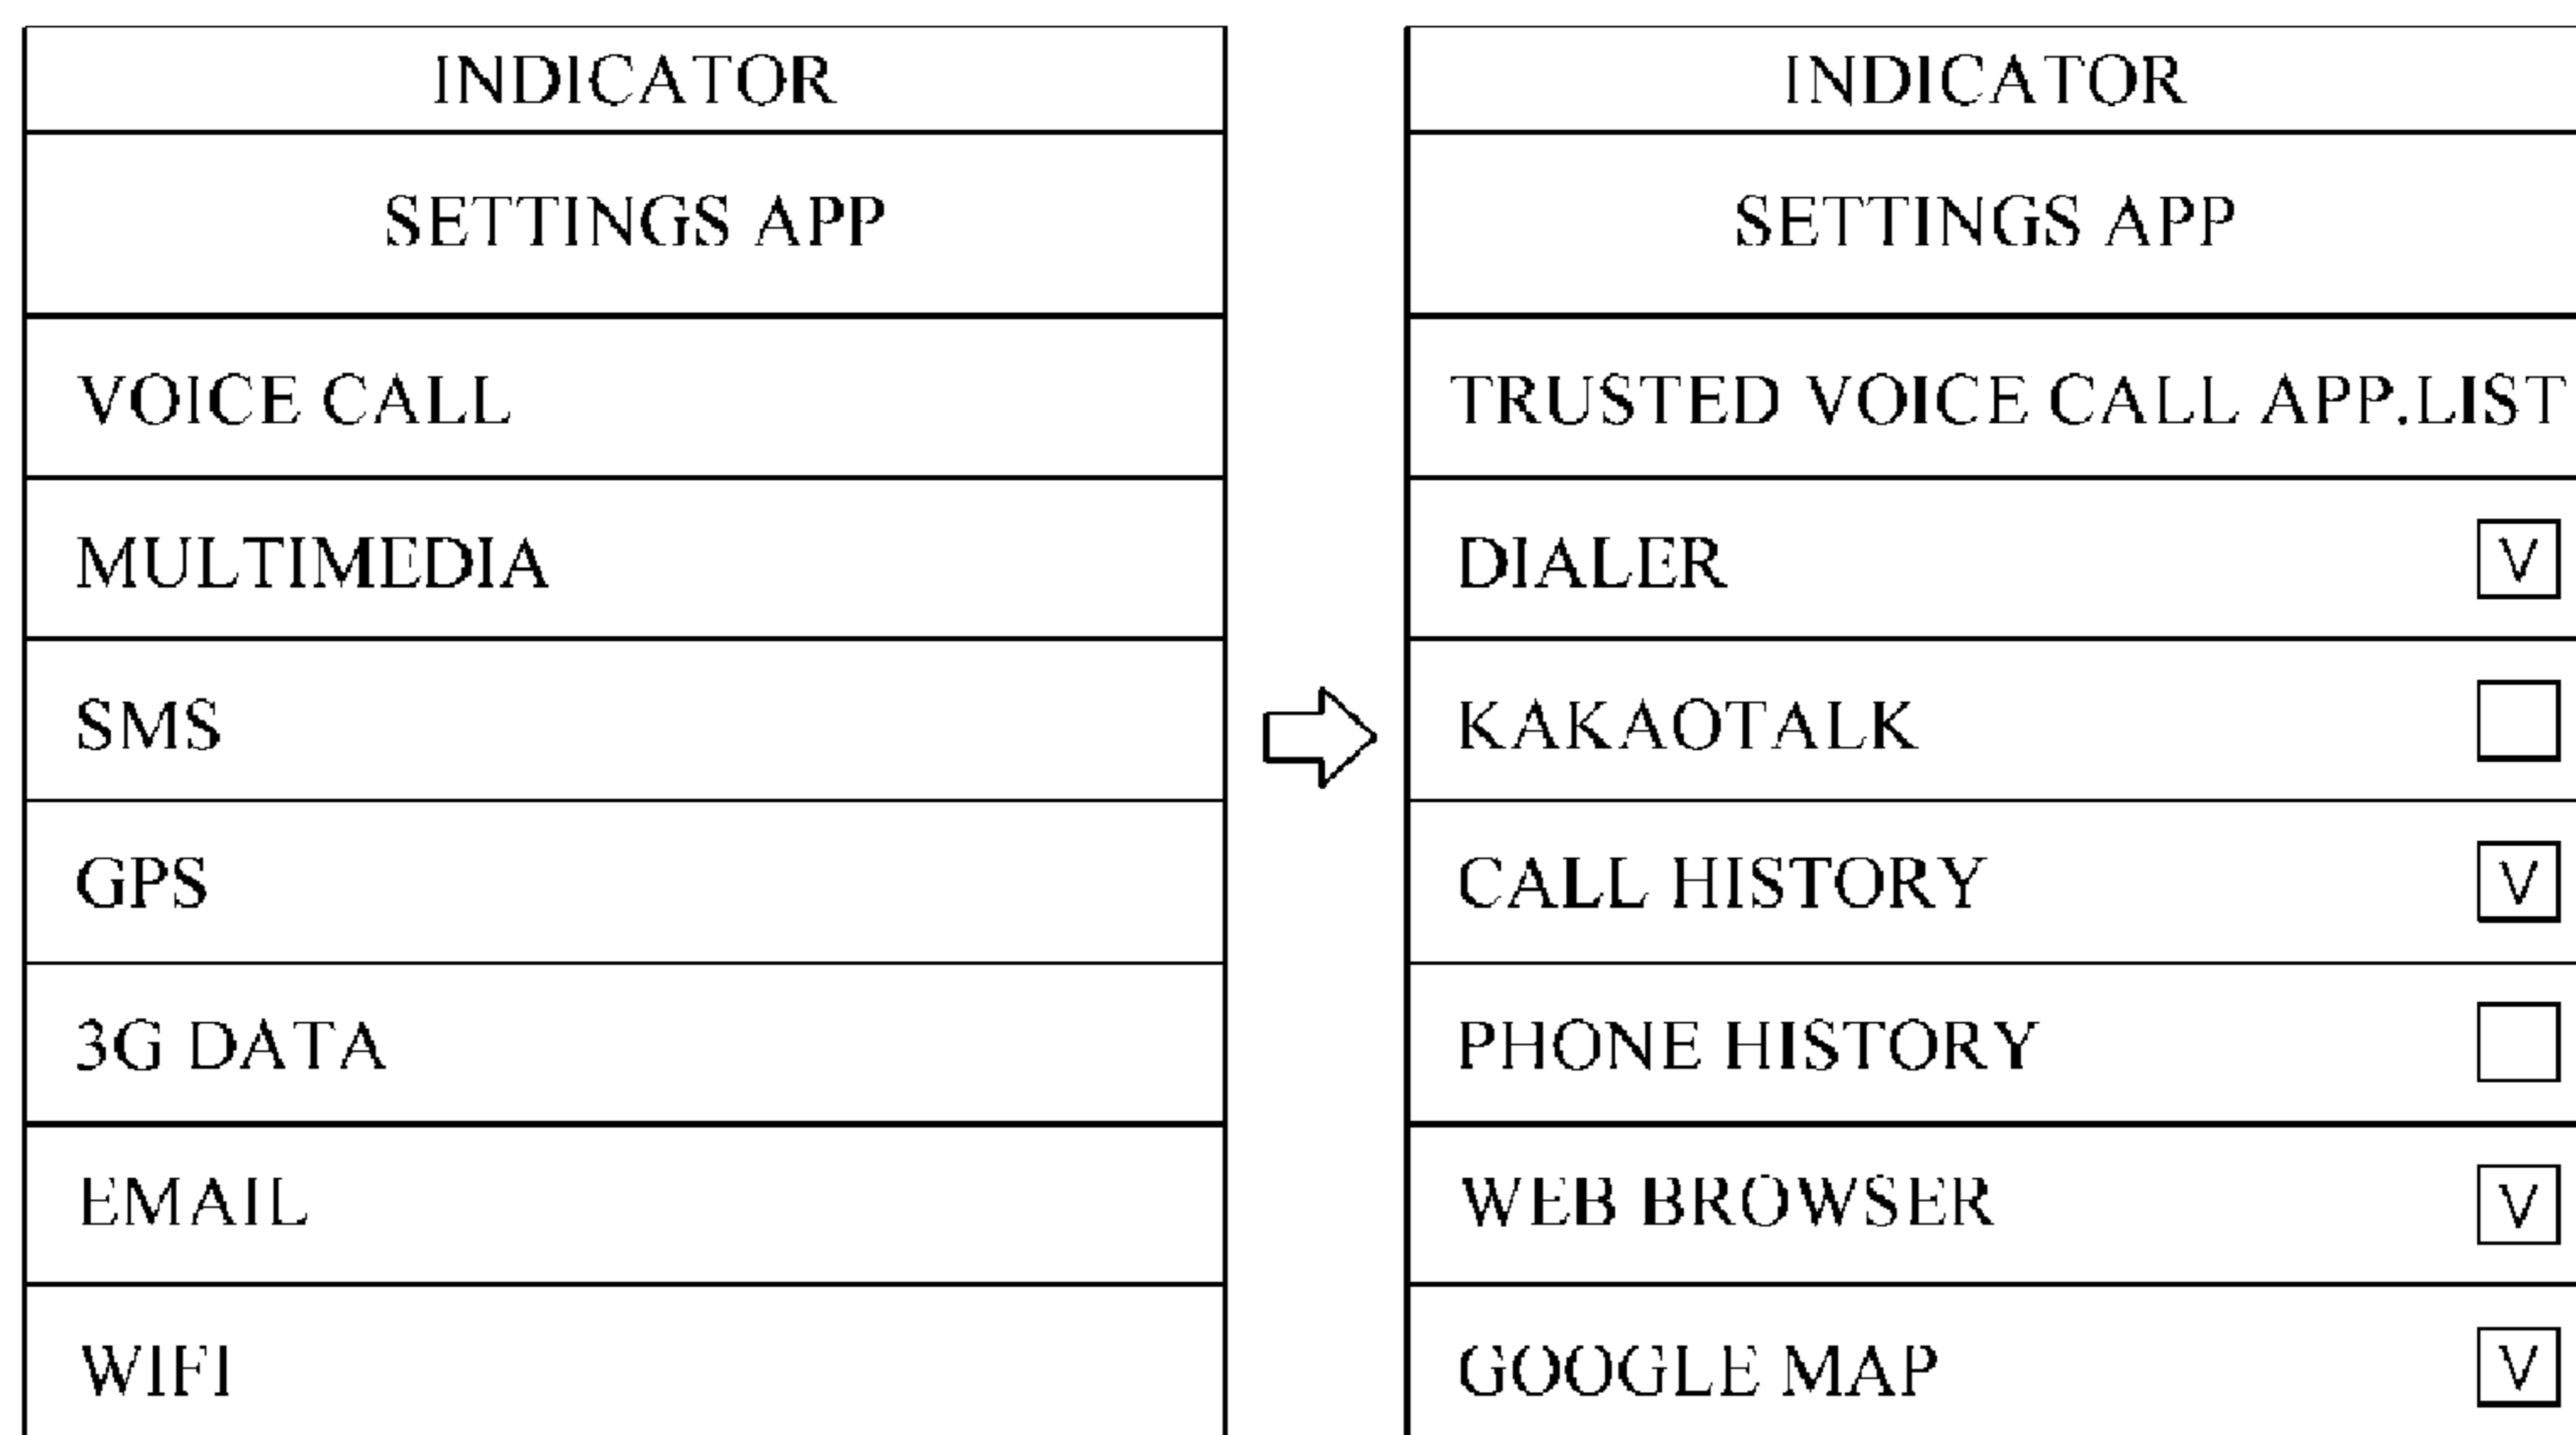 INDICATOR
SETTINGS APP
VOICE CALL
MULTIMEDIA
SMS
GPS
3G DATA
EMAIL
WIFI
INDICATOR
SETTINGS APP
TRUSTED VOICE CALL APP.LIST
DIALER V
KAKAOTALK
CALL HISTORY V
PHONE HISTORY
WEB BROWSER V
GOOGLE MAP V